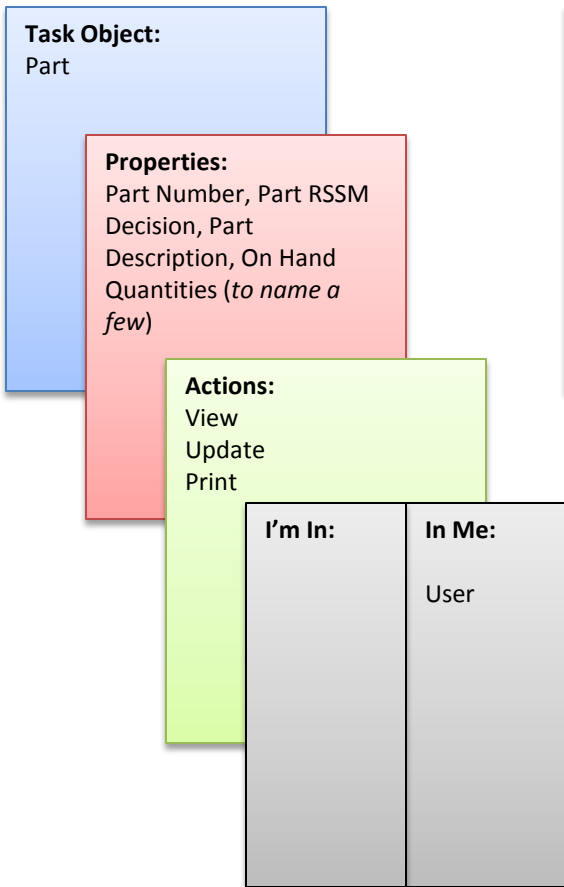 Task Object:
Part
Properties:
Part Number, Part RSSM
Decision, Part
Description, On Hand
Quantities (to name a
few)
Actions:
View
Update
Print
I'm In:
In Me:
User